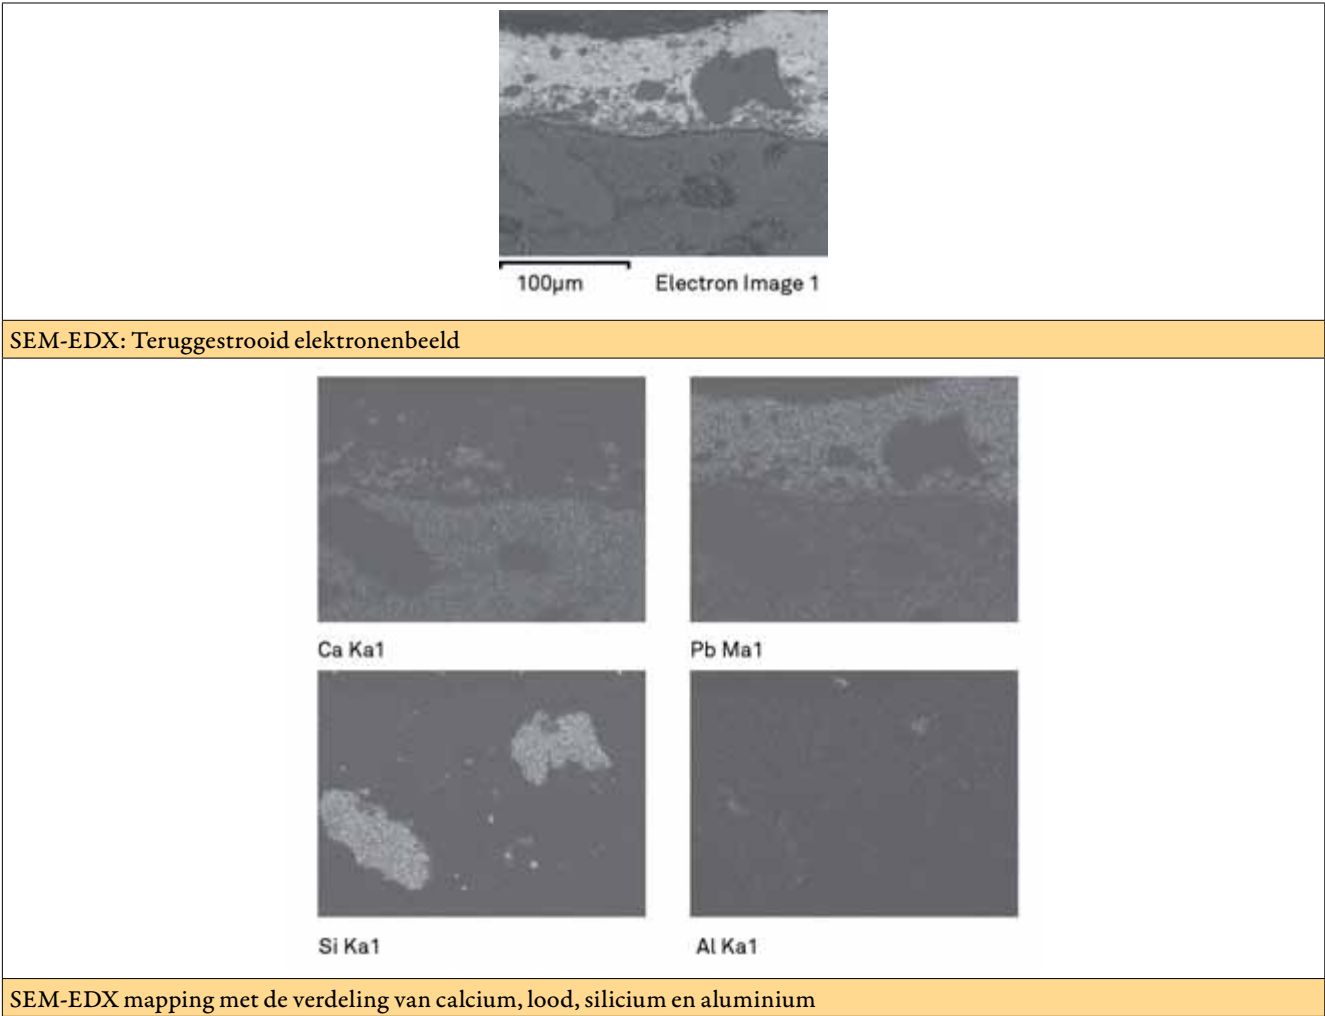 100µm Electron Image 1
SEM-EDX: Teruggestrooid elektronenbeeld
Ca Ka1 Pb Ma1
Si Ka1 Al Ka1
SEM-EDX mapping met de verdeling van calcium, lood, silicium en aluminium